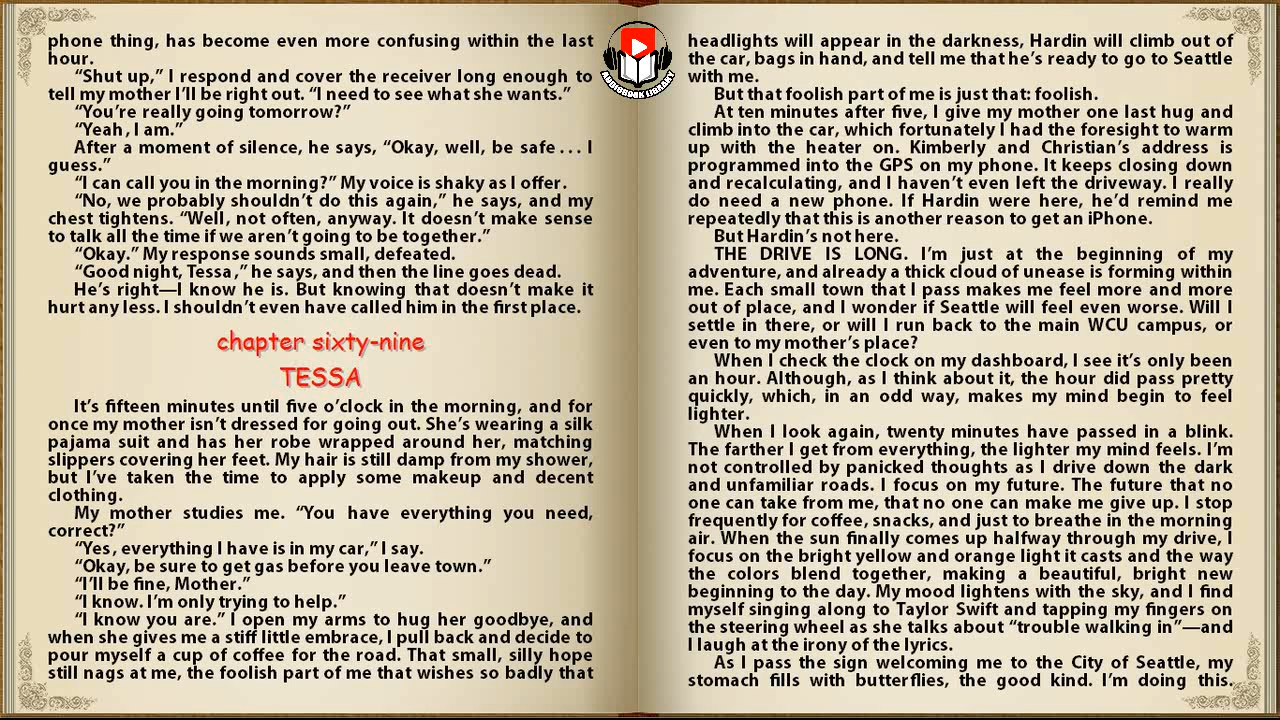 phone thing, has become even more confusing within the last
hour.
“Shut up,” I respond and cover the receiver long enough to
tell my mother I’ll be right out. “I need to see what she wants.”
“You’re really going tomorrow?”
“Yeah, I am.”
After a moment of silence, he says, “Okay, well, be safe . . . I
guess.”
“I can call you in the morning?” My voice is shaky as I offer.
“No, we probably shouldn’t do this again,” he says, and my
chest tightens. “Well, not often, anyway. It doesn’t make sense
to talk all the time if we aren’t going to be together.”
“Okay.” My response sounds small, defeated.
“Good night, Tessa,” he says, and then the line goes dead.
He’s right—I know he is. But knowing that doesn’t make it
hurt any less. I shouldn’t even have called him in the first place.
chapter sixty-nine
TESSA
It’s fifteen minutes until five o’clock in the morning, and for
once my mother isn’t dressed for going out. She’s wearing a silk
pajama suit and has her robe wrapped around her, matching
slippers covering her feet. My hair is still damp from my shower,
but I’ve taken the time to apply some makeup and decent
clothing.
My mother studies me. “You have everything you need,
correct?”
“Yes, everything I have is in my car,” I say.
“Okay, be sure to get gas before you leave town.”
“I’ll be fine, Mother.”
“I know. I’m only trying to help.”
“I know you are.” I open my arms to hug her goodbye, and
when she gives me a stiff little embrace, I pull back and decide to
pour myself a cup of coffee for the road. That small, silly hope
still nags at me, the foolish part of me that wishes so badly that
AUDIOBOOK LIBRARY
headlights will appear in the darkness, Hardin will climb out of
the car, bags in hand, and tell me that he’s ready to go to Seattle
with me.
But that foolish part of me is just that: foolish.
At ten minutes after five, I give my mother one last hug and
climb into the car, which fortunately I had the foresight to warm
up with the heater on. Kimberly and Christian’s address is
programmed into the GPS on my phone. It keeps closing down
and recalculating, and I haven’t even left the driveway. I really
do need a new phone. If Hardin were here, he’d remind me
repeatedly that this is another reason to get an iPhone.
But Hardin’s not here.
THE DRIVE IS LONG. I’m just at the beginning of my
adventure, and already a thick cloud of unease is forming within
me. Each small town that I pass makes me feel more and more
out of place, and I wonder if Seattle will feel even worse. Will I
settle in there, or will I run back to the main WCU campus, or
even to my mother’s place?
When I check the clock on my dashboard, I see it’s only been
an hour. Although, as I think about it, the hour did pass pretty
quickly, which, in an odd way, makes my mind begin to feel
lighter.
When I look again, twenty minutes have passed in a blink.
The farther I get from everything, the lighter my mind feels. I’m
not controlled by panicked thoughts as I drive down the dark
and unfamiliar roads. I focus on my future. The future that no
one can take from me, that no one can make me give up. I stop
frequently for coffee, snacks, and just to breathe in the morning
air. When the sun finally comes up halfway through my drive, I
focus on the bright yellow and orange light it casts and the way
the colors blend together, making a beautiful, bright new
beginning to the day. My mood lightens with the sky, and I find
myself singing along to Taylor Swift and tapping my fingers on
the steering wheel as she talks about “trouble walking in”—and
I laugh at the irony of the lyrics.
As I pass the sign welcoming me to the City of Seattle, my
stomach fills with butterflies, the good kind. I’m doing this.